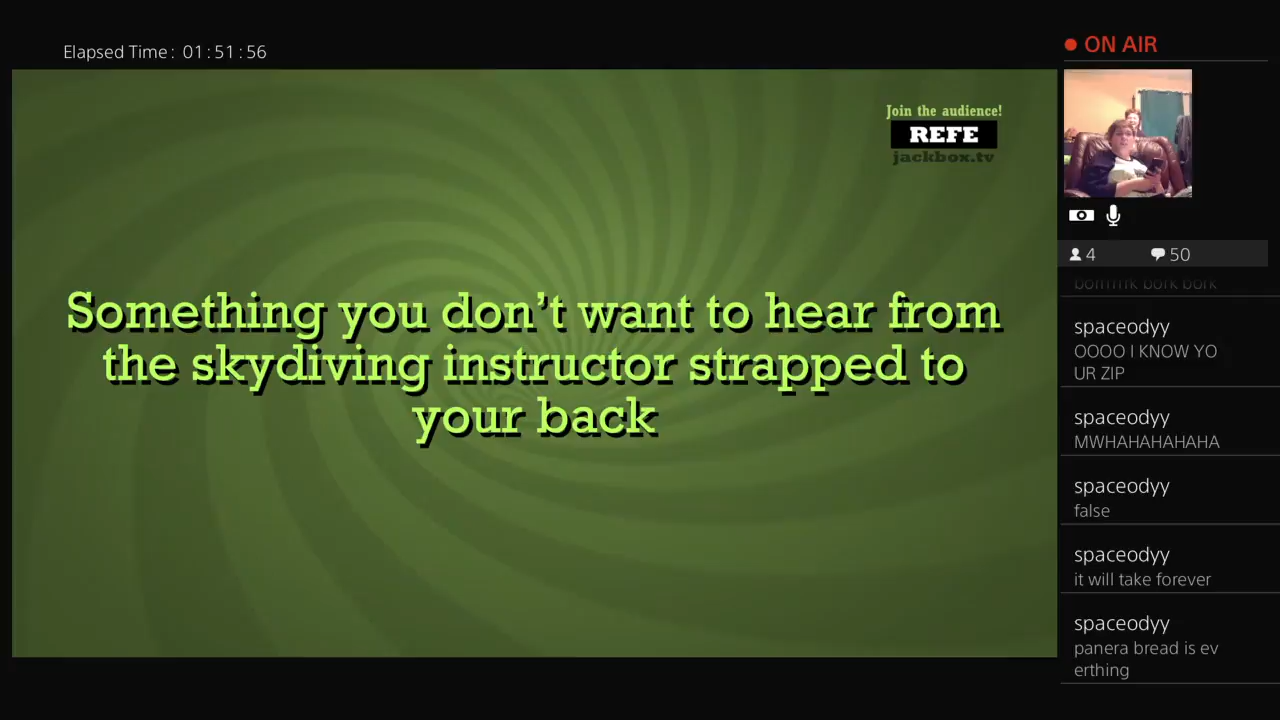 Elapsed Time: 01:51:56
ON AIR
Join the audience!
REFE
jackbox.tv
Something you don't want to hear from
the skydiving instructor strapped to
your back
4
50
bork bork
spaceodyy
OOOO I KNOW YO
UR ZIP
spaceodyy
MWHAHAHAHAHA
spaceodyy
false
spaceodyy
it will take forever
spaceodyy
panera bread is ev
erthing